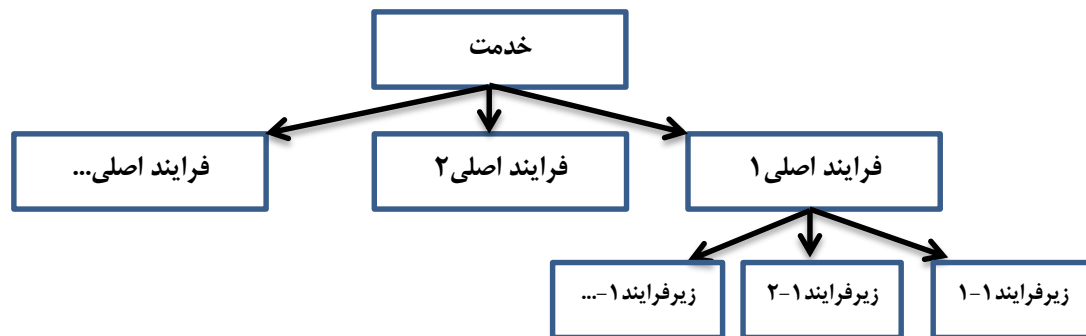 خدمت
فرایند اصلی۱
فرایند اصلی۲
فرایند اصلی...
زیرفرایند۱-۱
زیرفرایند۱-۲
زیرفرایند۱-...